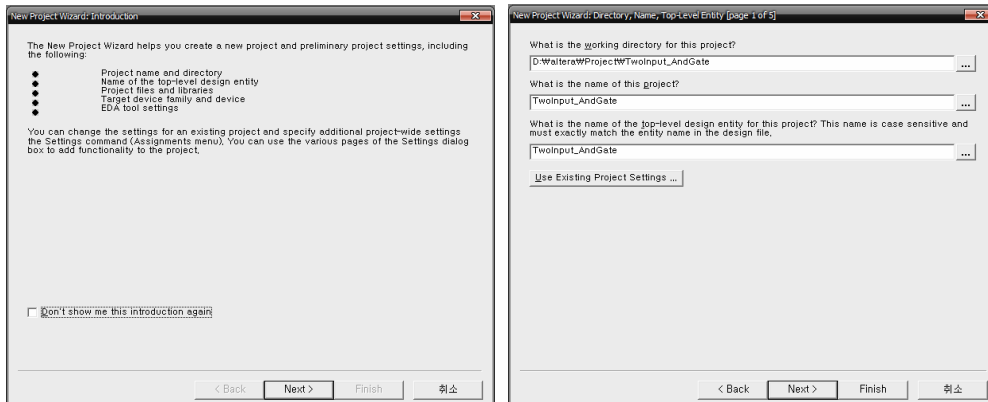 New Project Wizard: Introduction
The New Project Wizard helps you create a new project and preliminary project settings, including
the following:
Project name and directory
Name of the top-level design entity
Project files and libraries
Target device family and device
EDA tool settings
You can change the settings for an existing project and specify additional project-wide settings
the Settings command (Assignments menu). You can use the various pages of the Settings dialog
box to add functionality to the project.
Don't show me this introduction again
< Back
Next >
Finish
취소
New Project Wizard: Directory, Name, Top-Level Entity [page 1 of 5]
What is the working directory for this project?
D:₩altera₩Project₩TwoInput_AndGate
...
What is the name of this project?
TwoInput_AndGate
...
What is the name of the top-level design entity for this project? This name is case sensitive and
must exactly match the entity name in the design file.
TwoInput_AndGate
...
Use Existing Project Settings ...
< Back
Next >
Finish
취소